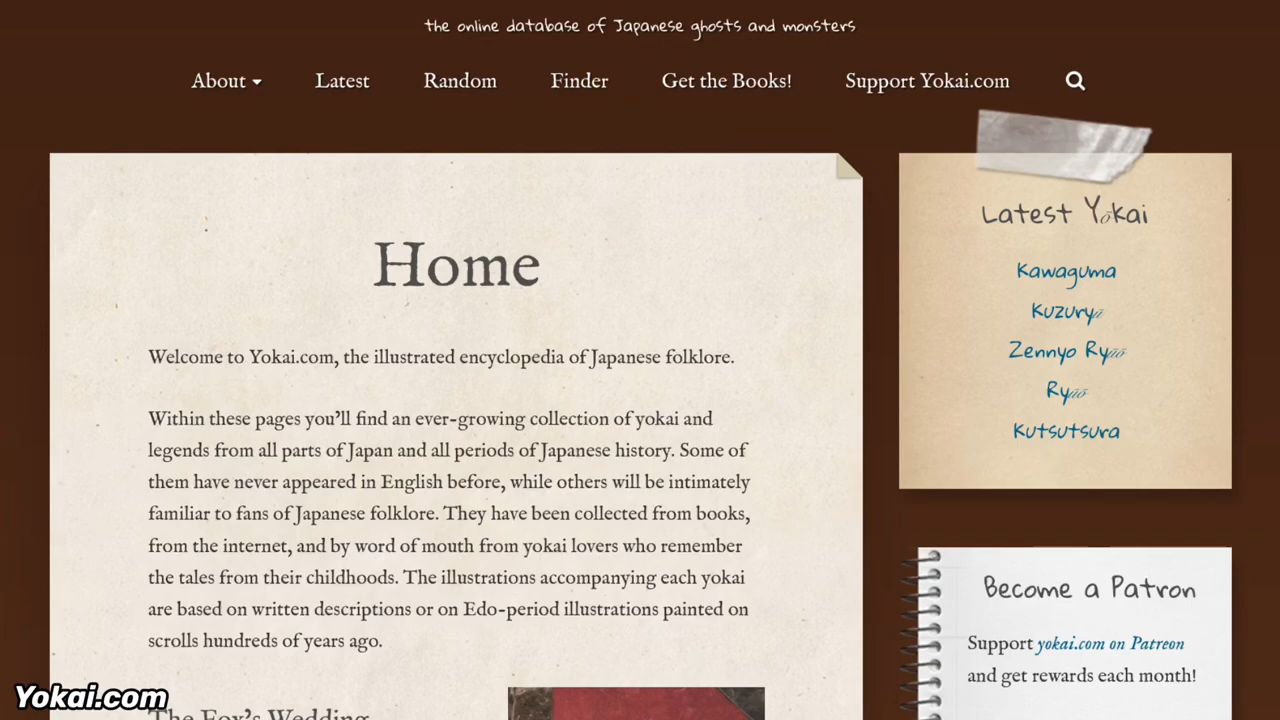 the online database of Japanese ghosts and monsters
About Latest Random Finder Get the Books! Support Yokai.com
Home
Welcome to Yokai.com, the illustrated encyclopedia of Japanese folklore.
Within these pages you'll find an ever-growing collection of yokai and
legends from all parts of Japan and all periods of Japanese history. Some of
them have never appeared in English before, while others will be intimately
familiar to fans of Japanese folklore. They have been collected from books,
from the internet, and by word of mouth from yokai lovers who remember
the tales from their childhoods. The illustrations accompanying each yokai
are based on written descriptions or on Edo-period illustrations painted on
scrolls hundreds of years ago.
The Fox's Wedding
Latest Yōkai
Kawaguma
Kuzuryū
Zennyo Ryūō
Ryūō
Kutsutsura
Become a Patron
Support yokai.com on Patreon
and get rewards each month!
Yokai.com